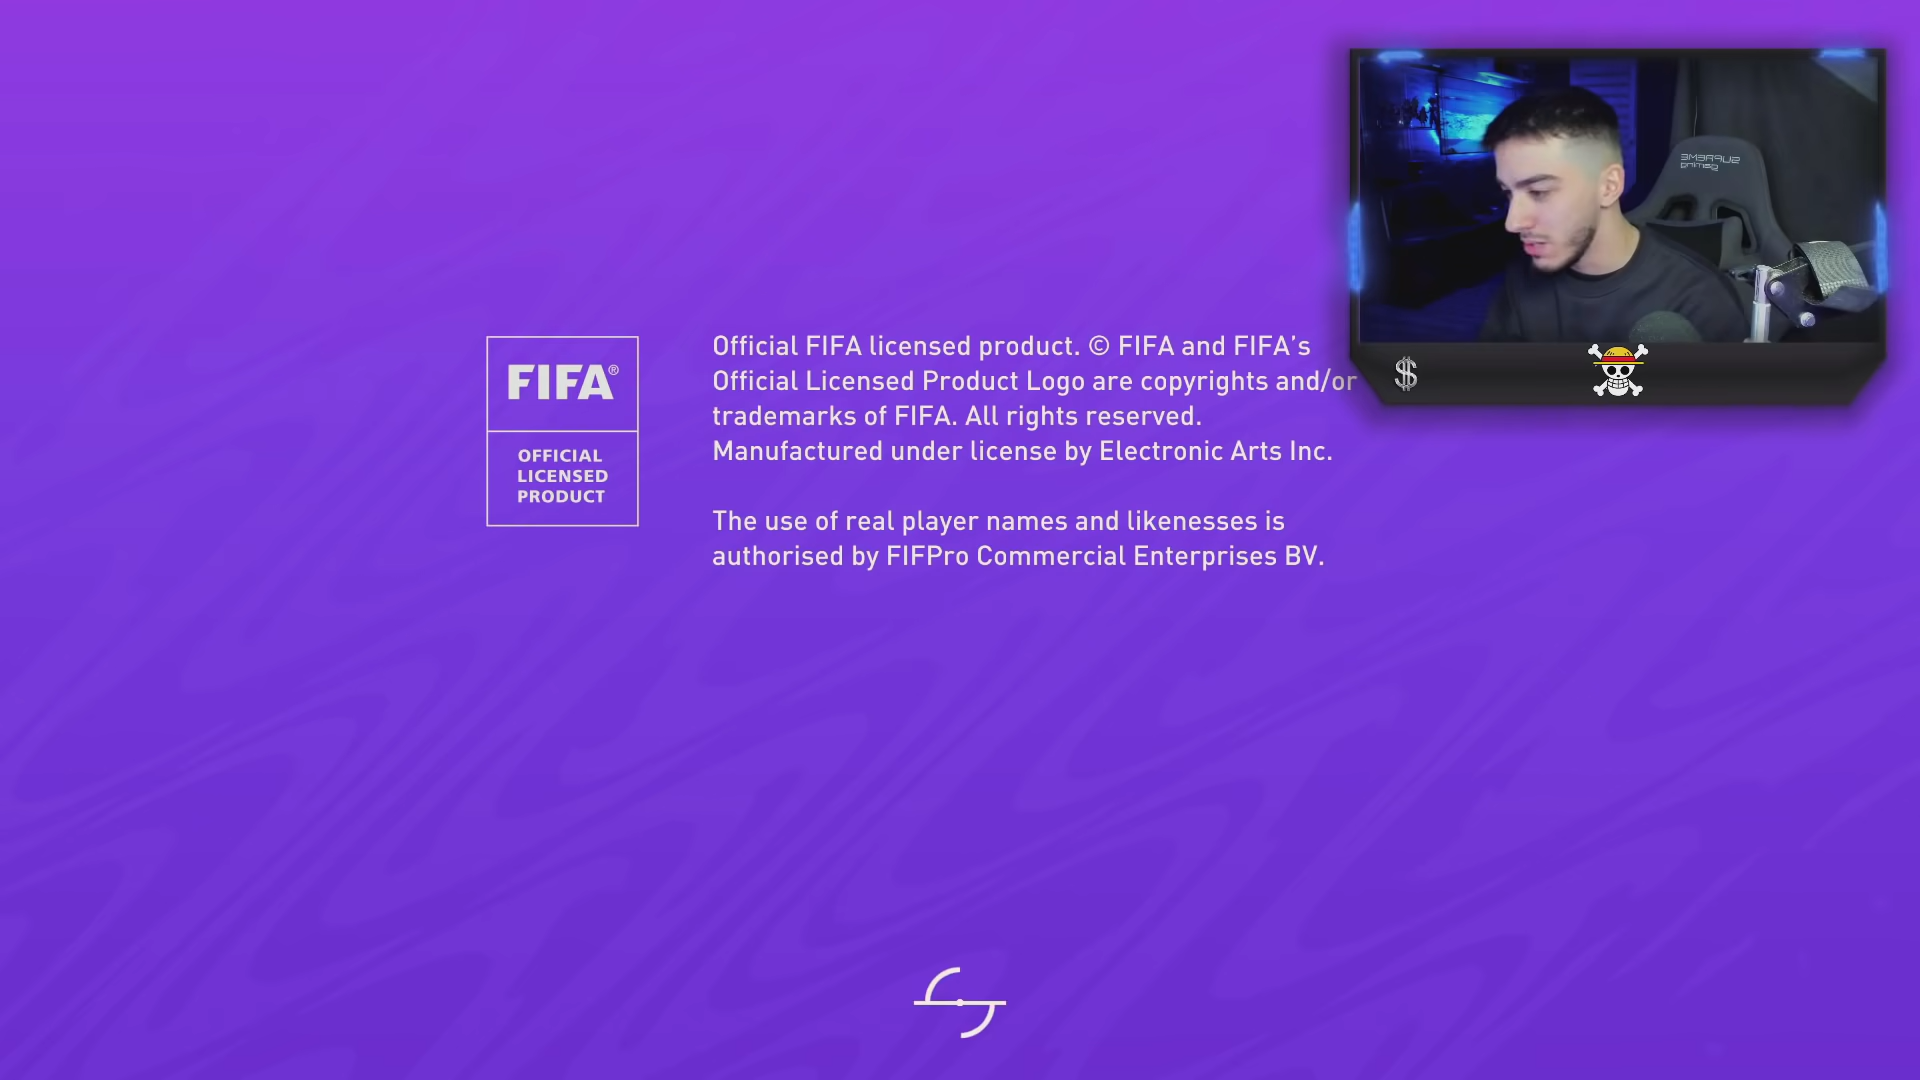 FIFA®
OFFICIAL
LICENSED
PRODUCT
Official FIFA licensed product. © FIFA and FIFA’s
Official Licensed Product Logo are copyrights and/or
trademarks of FIFA. All rights reserved.
Manufactured under license by Electronic Arts Inc.
The use of real player names and likenesses is
authorised by FIFPro Commercial Enterprises BV.
SUPREME
GAMING
$